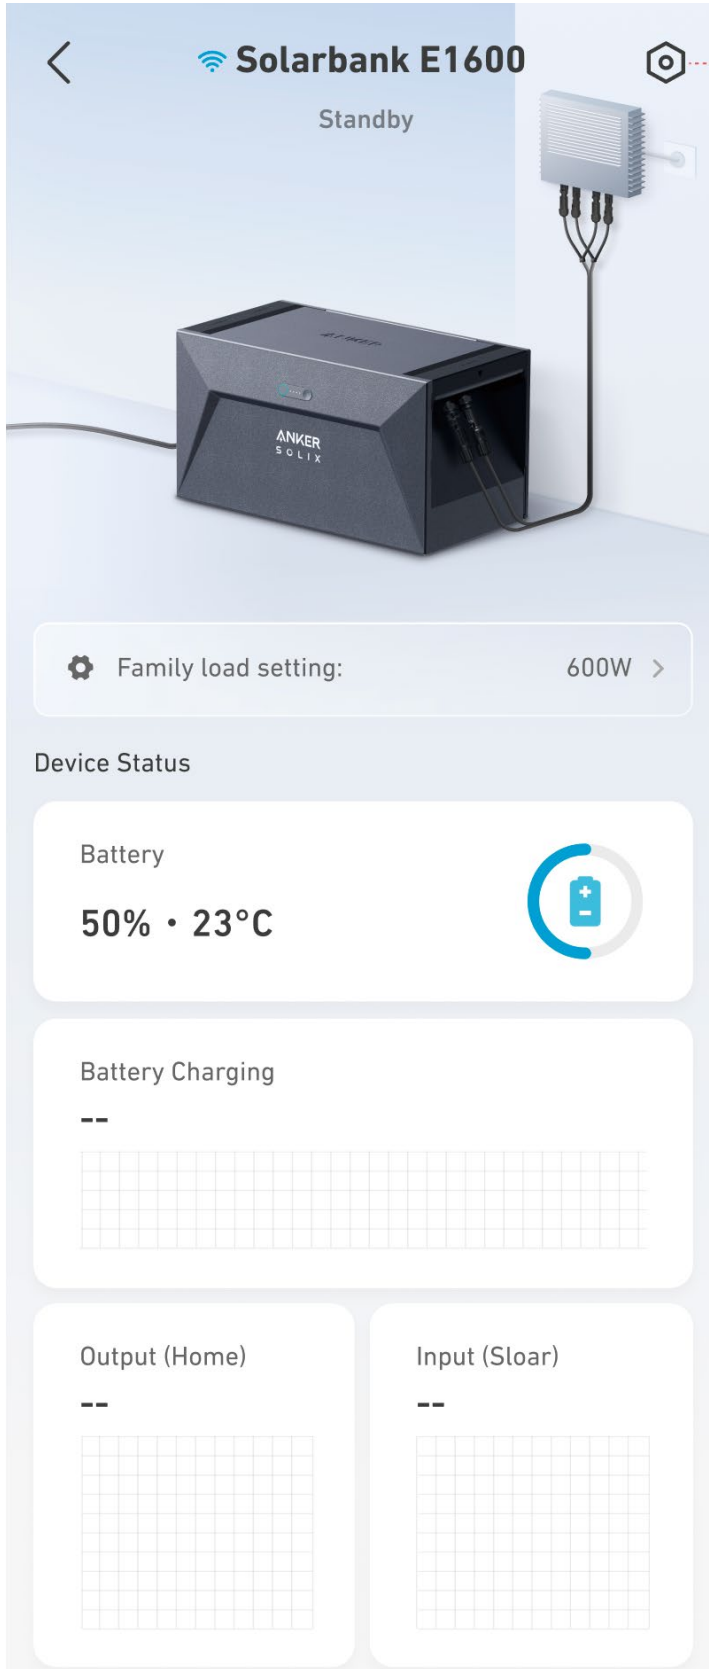 Solarbank E1600
Standby
ANKER
ANKER
SOLIX
Family load setting: 600W
Device Status
Battery
50% • 23°C
Battery Charging
--
Output (Home)
--
Input (Sloar)
--